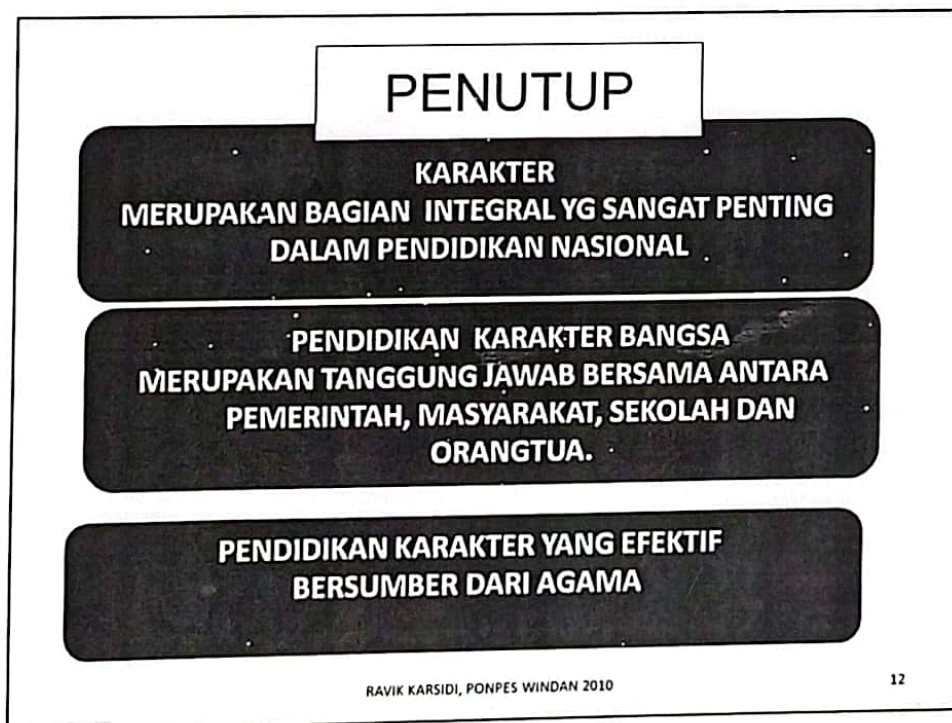 PENUTUP
KARAKTER
MERUPAKAN BAGIAN INTEGRAL YG SANGAT PENTING
DALAM PENDIDIKAN NASIONAL
PENDIDIKAN KARAKTER BANGSA
MERUPAKAN TANGGUNG JAWAB BERSAMA ANTARA
PEMERINTAH, MASYARAKAT, SEKOLAH DAN
ORANGTUA.
PENDIDIKAN KARAKTER YANG EFEKTIF
BERSUMBER DARI AGAMA
RAVIK KARSIDI, PONPES WINDAN 2010
12